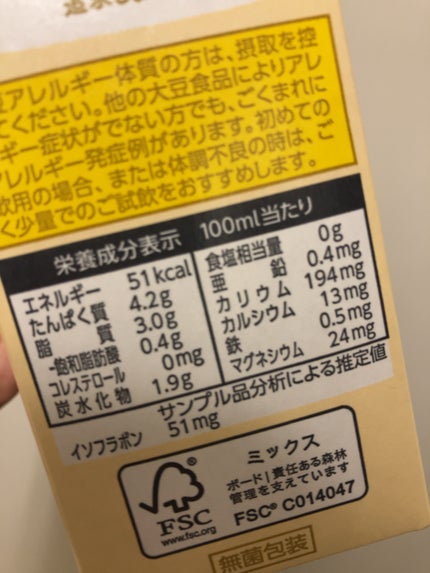 アレルギー体質の方は、摂取を控
ください。他の大豆食品によりアレ
ギー症状がでない方でも、ごくまれに
レルギー発症例があります。初めての
飲用の場合、または体調不良の時は、ご
く少量でのご試飲をおすすめします。
栄養成分表示 100ml当たり
エネルギー 51kcal
たんぱく質 4.2g
脂質 3.0g
-飽和脂肪酸 0.4g
コレステロール 0mg
炭水化物 1.9g
食塩相当量 0g
亜鉛 0.4mg
カリウム 194mg
カルシウム 13mg
鉄 0.5mg
マグネシウム 24mg
サンプル品分析による推定値
イソフラボン 51mg
FSC
www.fsc.org
ミックス
ボード|責任ある森林
管理を支えています
FSC® C014047
無菌包装